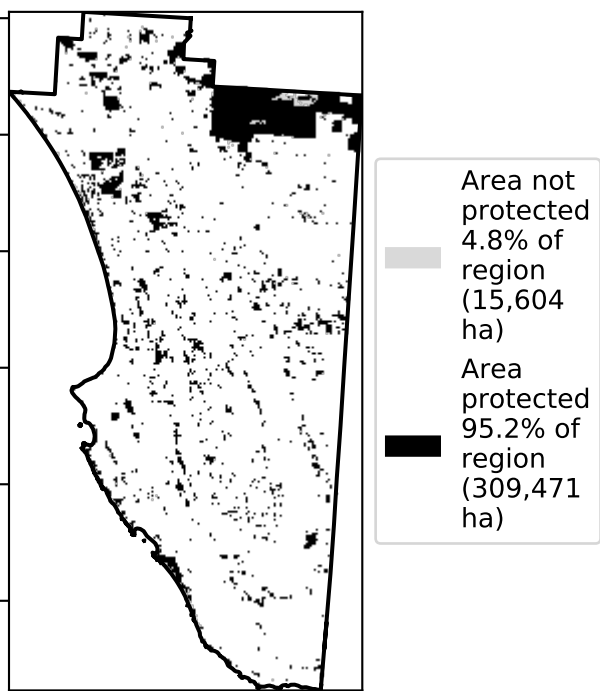 Area not
protected
4.8% of
region
(15,604
ha)
Area
protected
95.2% of
region
(309,471
ha)